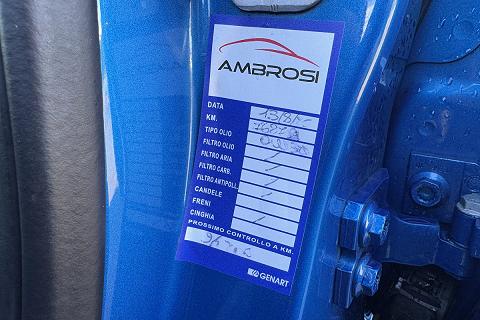 AMBROSI
DATA
KM.
TIPO OLIO
FILTRO OLIO
FILTRO ARIA
FILTRO CARB.
FILTRO ANTIPOLL.
CANDELE
FRENI
CINGHIA
PROSSIMO CONTROLLO A KM.
GENART